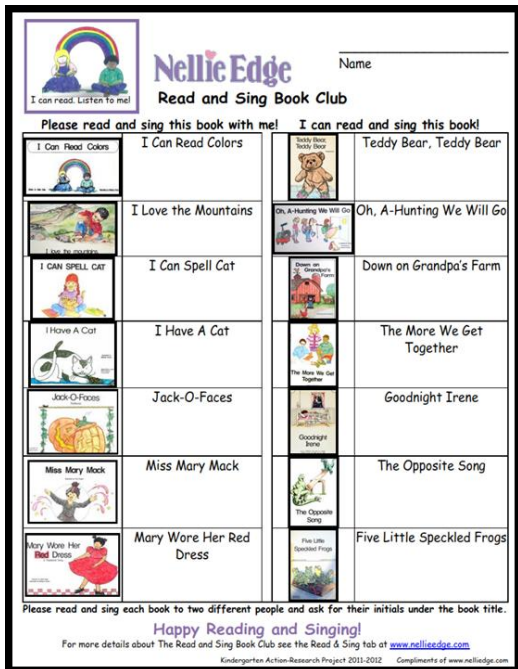 I can read. Listen to me!
Nellie Edge
Name
Read and Sing Book Club
Please read and sing this book with me! I can read and sing this book!
I Can Read Colors
I Can Read Colors
Teddy Bear,
Teddy Bear
Teddy Bear, Teddy Bear
I love the mountains
I Love the Mountains
Oh, A-Hunting We Will Go
Oh, A-Hunting We Will Go
I CAN SPELL CAT
I Can Spell Cat
Down on
Grandpa's
Farm
Down on Grandpa's Farm
I Have A Cat
I Have A Cat
The More We Get
Together
The More We Get
Together
Jack-O-Faces
Jack-O-Faces
Goodnight
Irene
Goodnight Irene
Miss Mary Mack
Miss Mary Mack
The Opposite
Song
The Opposite Song
Mary Wore Her
Red Dress
Mary Wore Her Red
Dress
Five Little
Speckled Frogs
Five Little Speckled Frogs
Please read and sing each book to two different people and ask for their initials under the book title.
Happy Reading and Singing!
For more details about The Read and Sing Book Club see the Read & Sing tab at www.nellieedge.com
Kindergarten Action-Research Project 2011-2012 Compliments of www.nellieedge.com